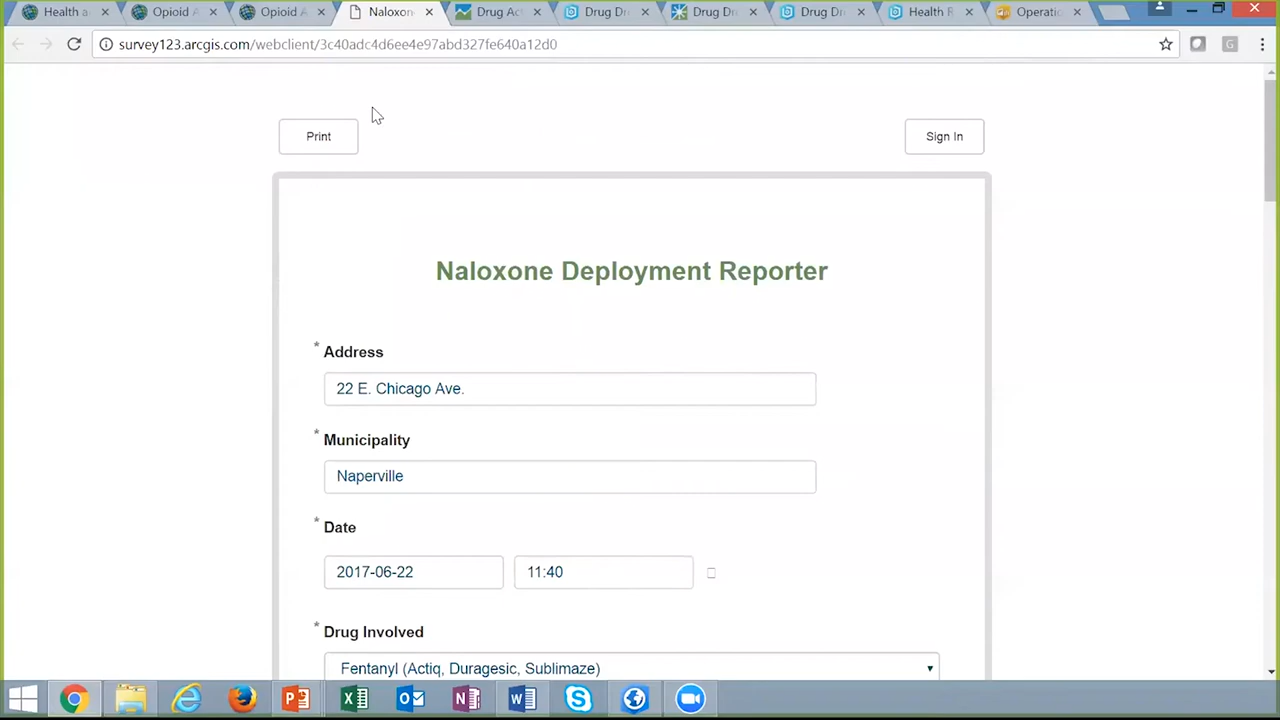 Health a
Opioid A
Opioid A
Naloxone
Drug Ac
Drug Dr
Drug Dr
Drug Dr
Health R
Operatio
survey123.arcgis.com/webclient/3c40adc4d6ee4e97abd327fe640a12d0
G
Print
Sign In
Naloxone Deployment Reporter
* Address
22 E. Chicago Ave.
* Municipality
Naperville
* Date
2017-06-22 11:40
* Drug Involved
Fentanyl (Actiq, Duragesic, Sublimaze)